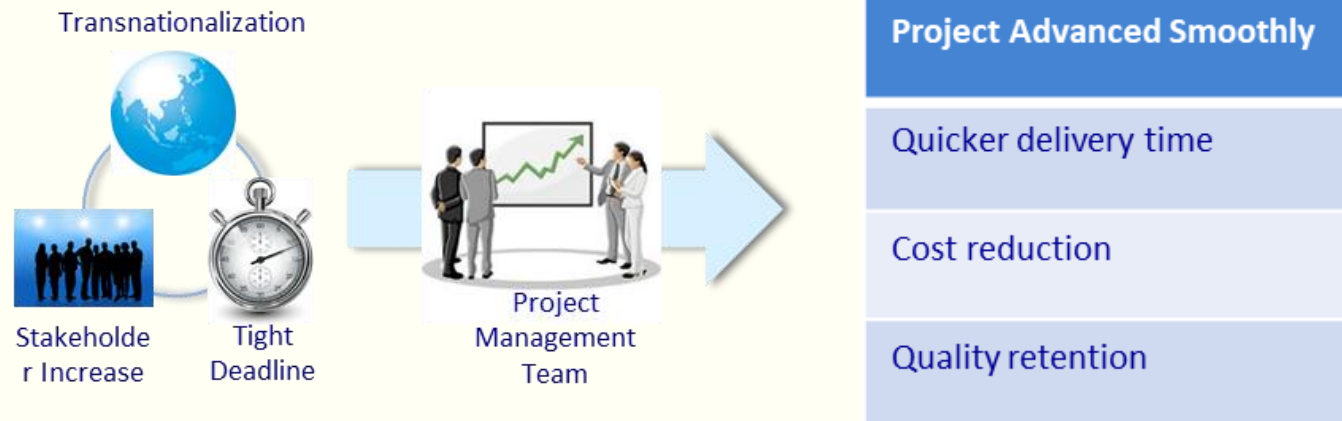 Transnationalization
Stakeholde
r Increase
Tight
Deadline
Project
Management
Team
Project Advanced Smoothly
Quicker delivery time
Cost reduction
Quality retention